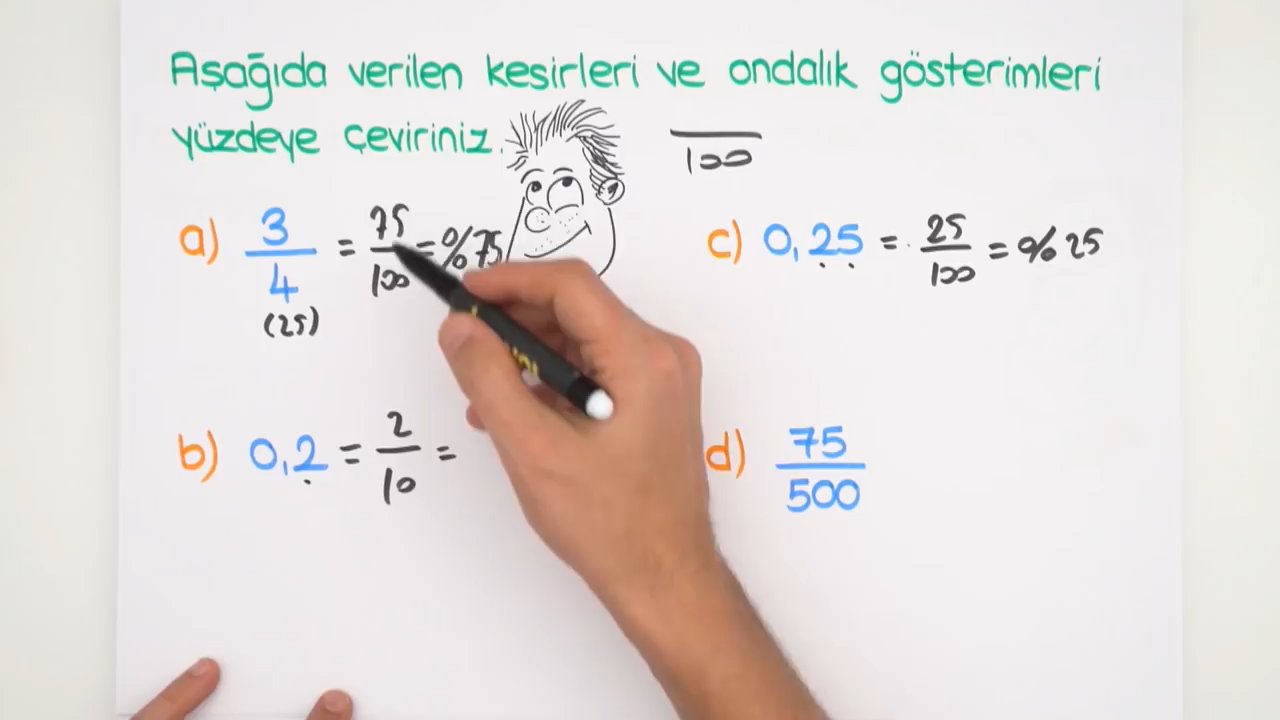 Aşağıda verilen kesirleri ve ondalık gösterimleri
yüzdeye çeviriniz.
100
a) 3/4 = 75/100 = %75
(25)
c) 0,25 = 25/100 = %25
b) 0,2 = 2/10 =
d) 75/500